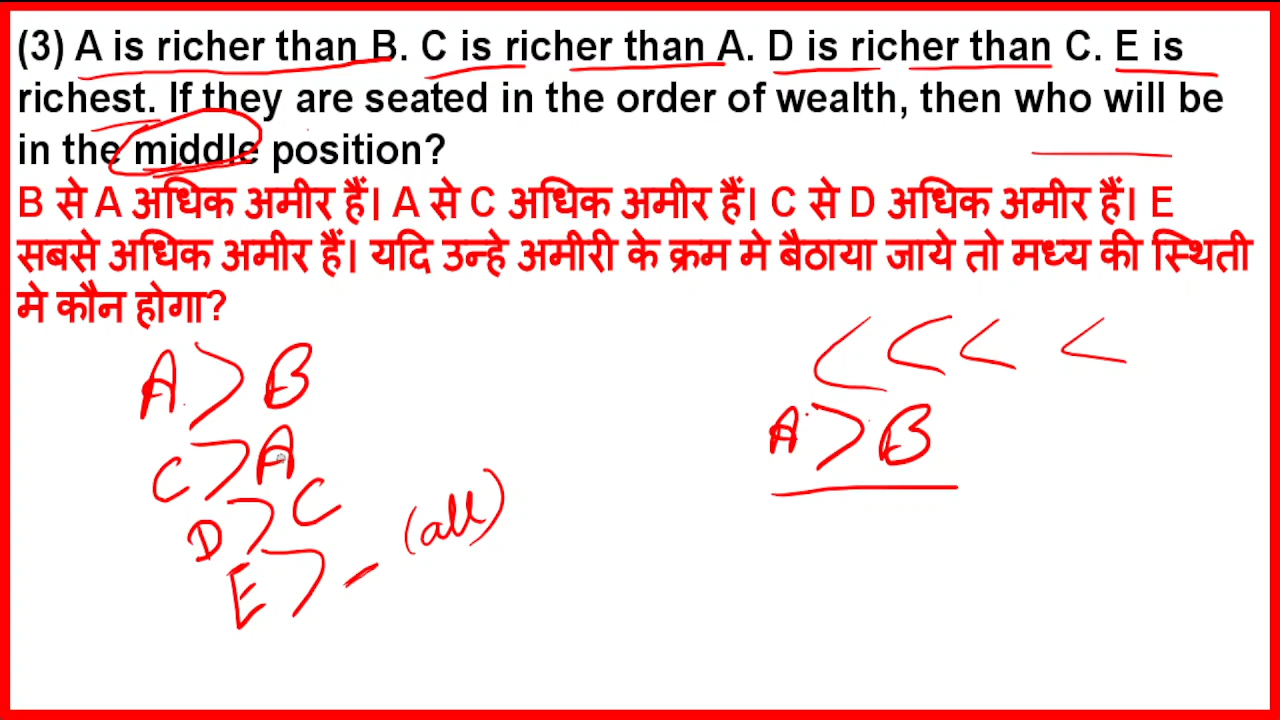 (3) A is richer than B. C is richer than A. D is richer than C. E is
richest. If they are seated in the order of wealth, then who will be
in the middle position?
B से A अधिक अमीर हैं। A से C अधिक अमीर हैं। C से D अधिक अमीर हैं। E
सबसे अधिक अमीर हैं। यदि उन्हे अमीरी के क्रम मे बैठाया जाये तो मध्य की स्थिती
मे कौन होगा?
A > B
C > A
D > C
E > - (all)
< < < <
A > B